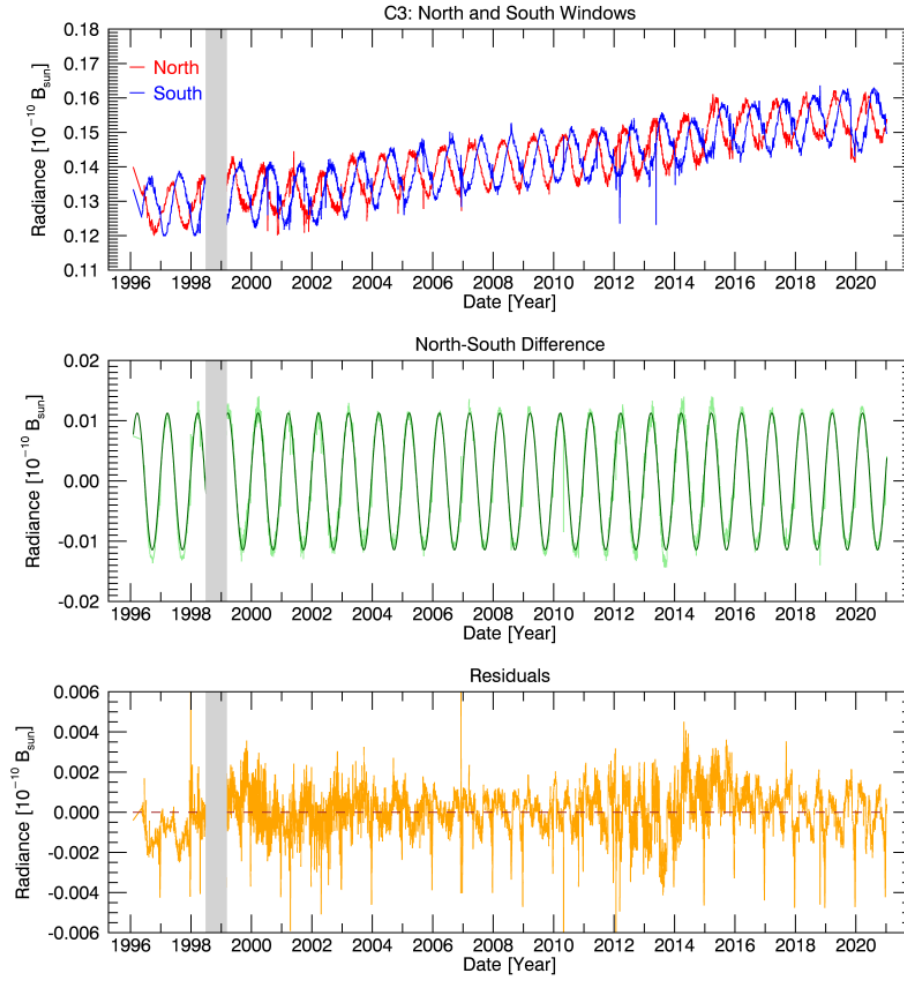 C3: North and South Windows
0.18
0.17
0.16
0.15
0.14
0.13
0.12
0.11
Radiance [10⁻¹⁰ B_sun]
North
South
1996 1998 2000 2002 2004 2006 2008 2010 2012 2014 2016 2018 2020
Date [Year]
North-South Difference
0.02
0.01
0.00
-0.01
-0.02
Radiance [10⁻¹⁰ B_sun]
1996 1998 2000 2002 2004 2006 2008 2010 2012 2014 2016 2018 2020
Date [Year]
Residuals
0.006
0.004
0.002
0.000
-0.002
-0.004
-0.006
Radiance [10⁻¹⁰ B_sun]
1996 1998 2000 2002 2004 2006 2008 2010 2012 2014 2016 2018 2020
Date [Year]